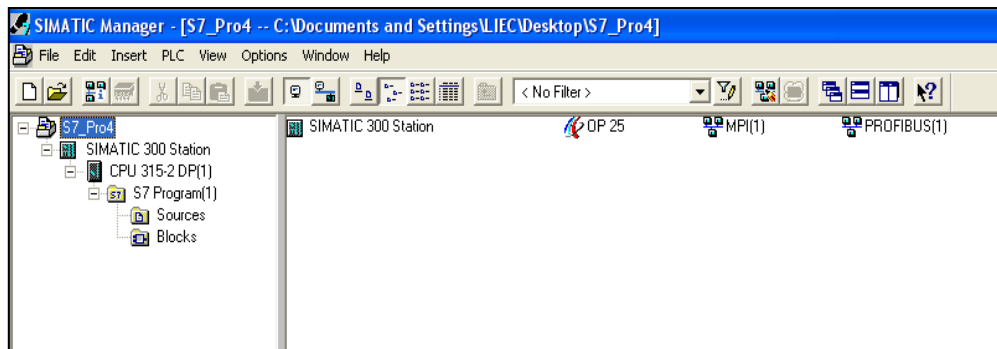 SIMATIC Manager - [S7_Pro4 -- C:\Documents and Settings\LIEC\Desktop\S7_Pro4]
File Edit Insert PLC View Options Window Help
< No Filter >
S7_Pro4
SIMATIC 300 Station
CPU 315-2 DP(1)
S7 Program(1)
Sources
Blocks
SIMATIC 300 Station OP 25 MPI(1) PROFIBUS(1)